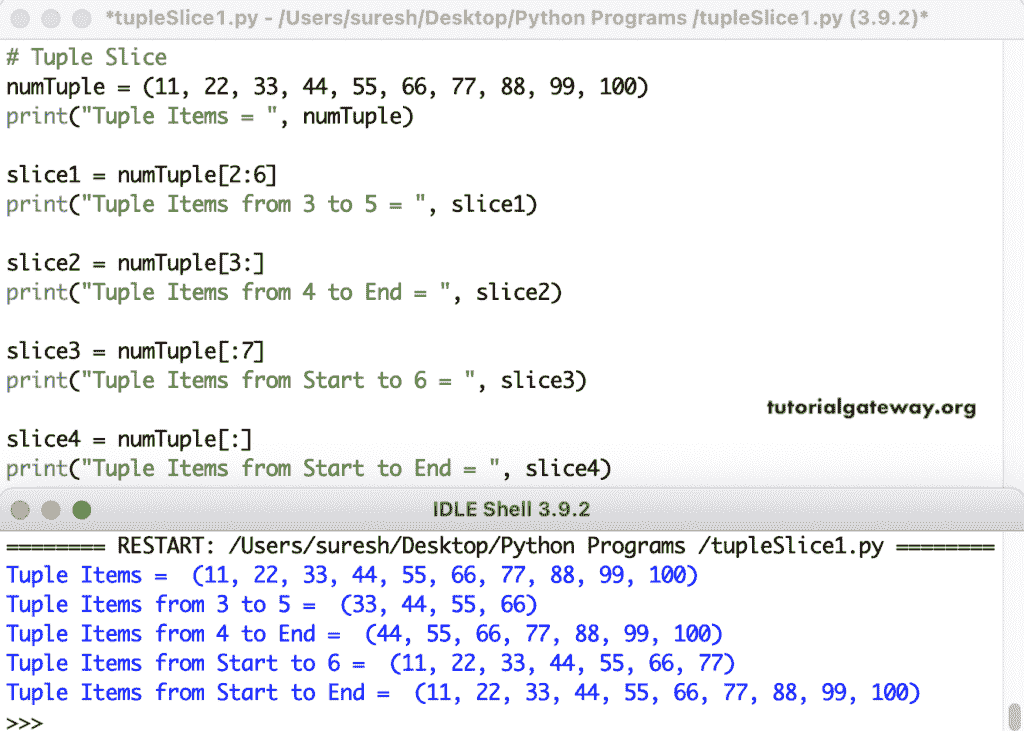 *tupleSlice1.py - /Users/suresh/Desktop/Python Programs /tupleSlice1.py (3.9.2)*
# Tuple Slice
numTuple = (11, 22, 33, 44, 55, 66, 77, 88, 99, 100)
print("Tuple Items = ", numTuple)
slice1 = numTuple[2:6]
print("Tuple Items from 3 to 5 = ", slice1)
slice2 = numTuple[3:]
print("Tuple Items from 4 to End = ", slice2)
slice3 = numTuple[:7]
print("Tuple Items from Start to 6 = ", slice3)
tutorialgateway.org
slice4 = numTuple[:]
print("Tuple Items from Start to End = ", slice4)
IDLE Shell 3.9.2
======== RESTART: /Users/suresh/Desktop/Python Programs /tupleSlice1.py ========
Tuple Items =  (11, 22, 33, 44, 55, 66, 77, 88, 99, 100)
Tuple Items from 3 to 5 =  (33, 44, 55, 66)
Tuple Items from 4 to End =  (44, 55, 66, 77, 88, 99, 100)
Tuple Items from Start to 6 =  (11, 22, 33, 44, 55, 66, 77)
Tuple Items from Start to End =  (11, 22, 33, 44, 55, 66, 77, 88, 99, 100)
>>>